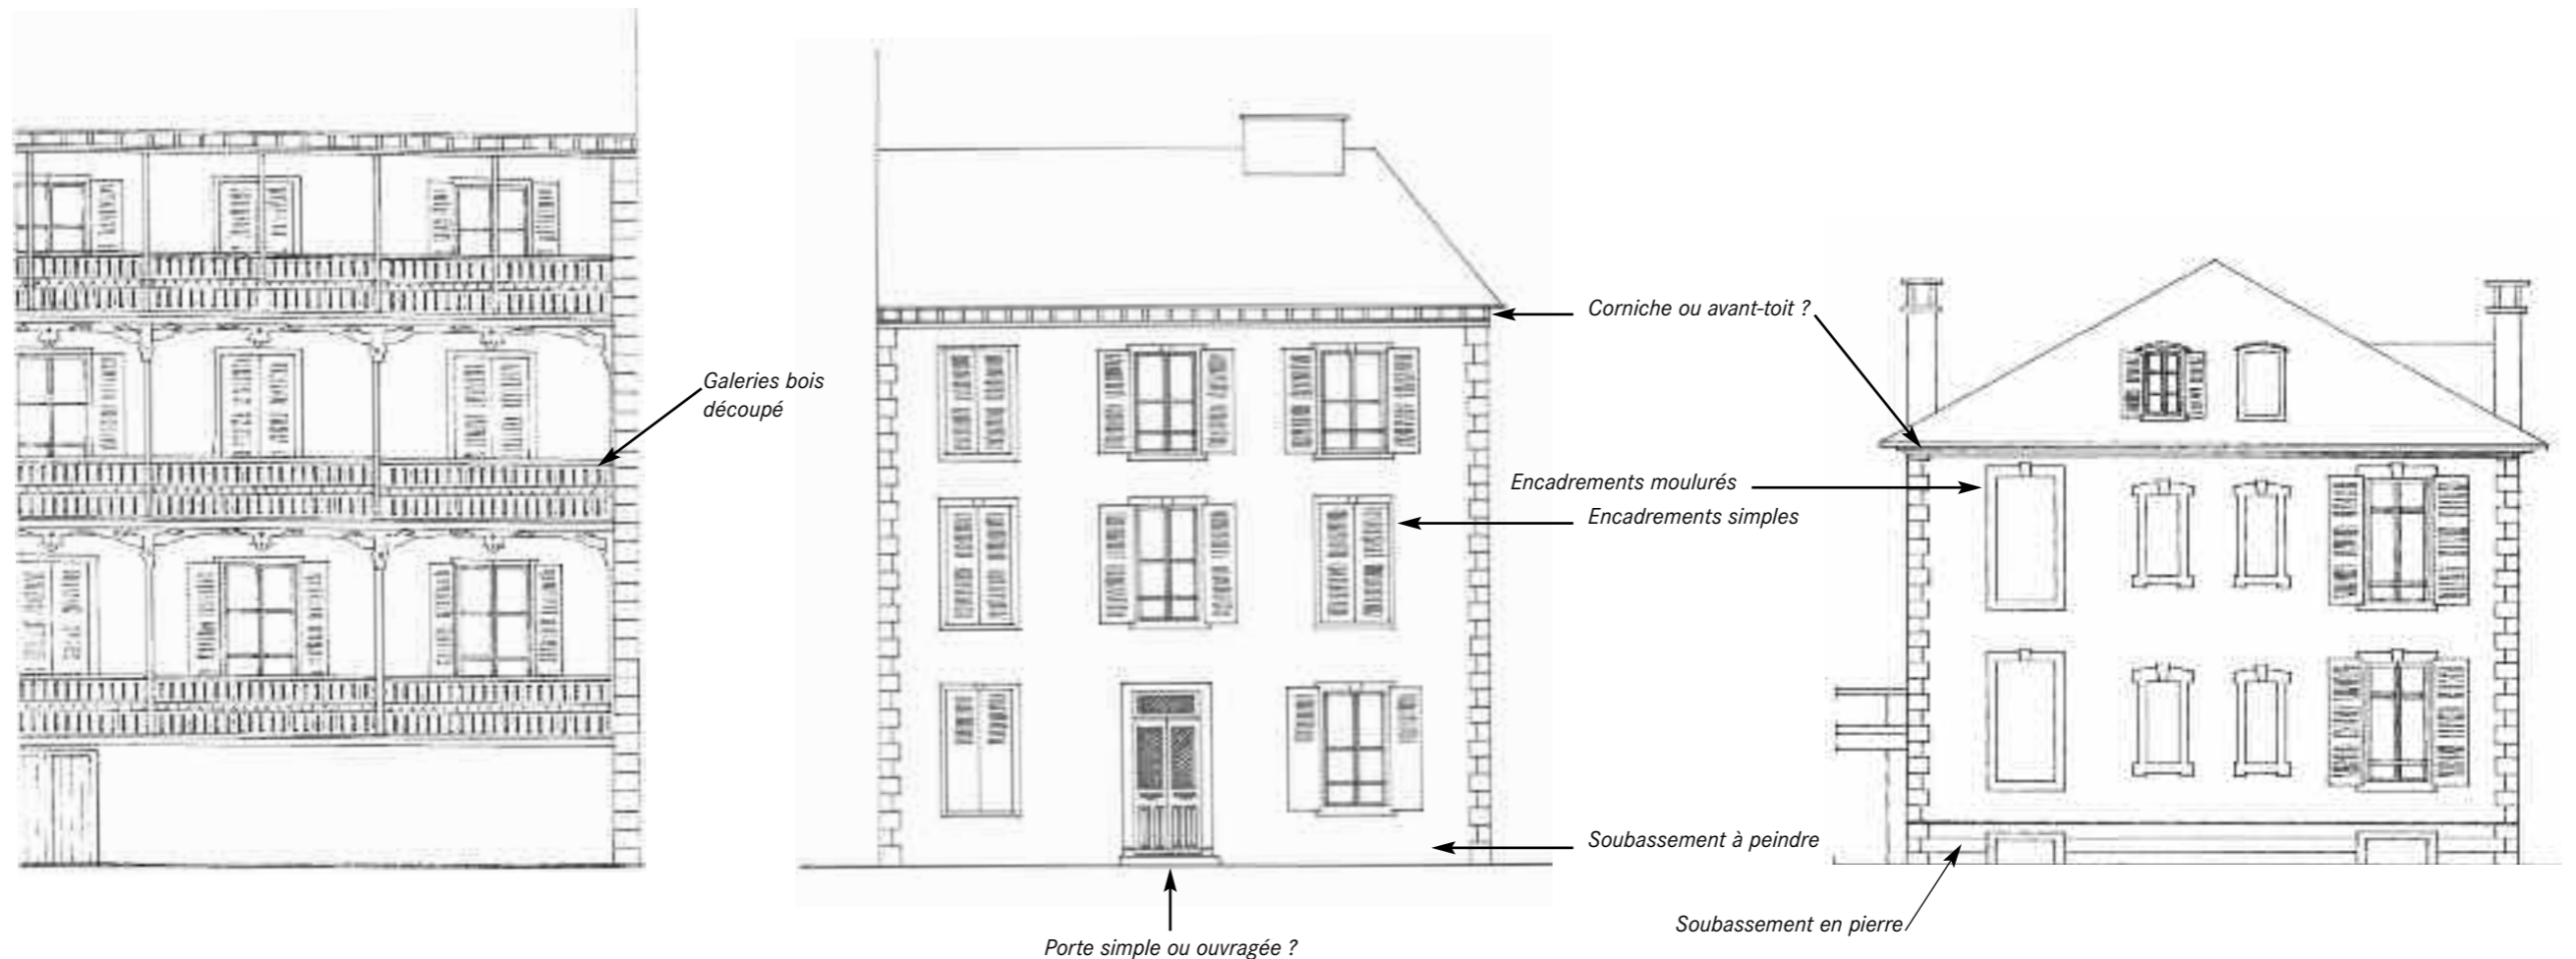 Corniche ou avant-toit ?
Galeries bois
découpé
Encadrements moulurés
Encadrements simples
Soubassement à peindre
Soubassement en pierre
Porte simple ou ouvragée ?